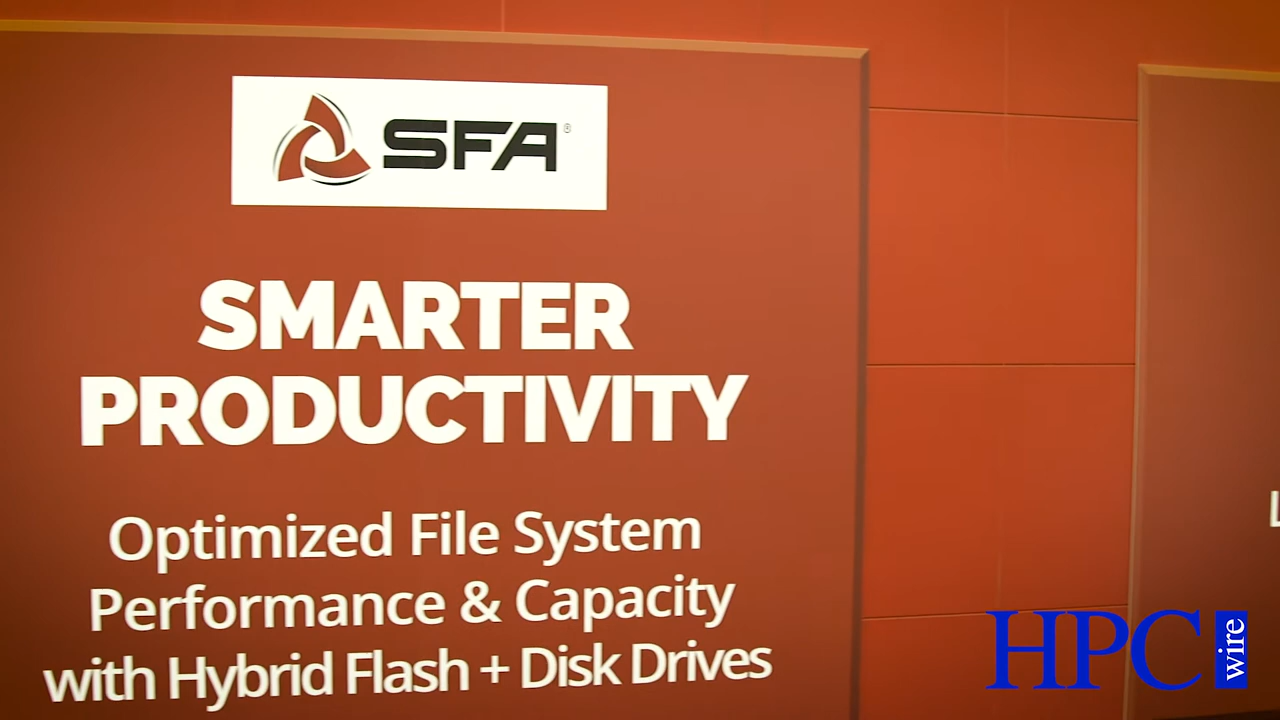 SFA®
SMARTER
PRODUCTIVITY
Optimized File System
Performance & Capacity
with Hybrid Flash + Disk Drives
HPC wire